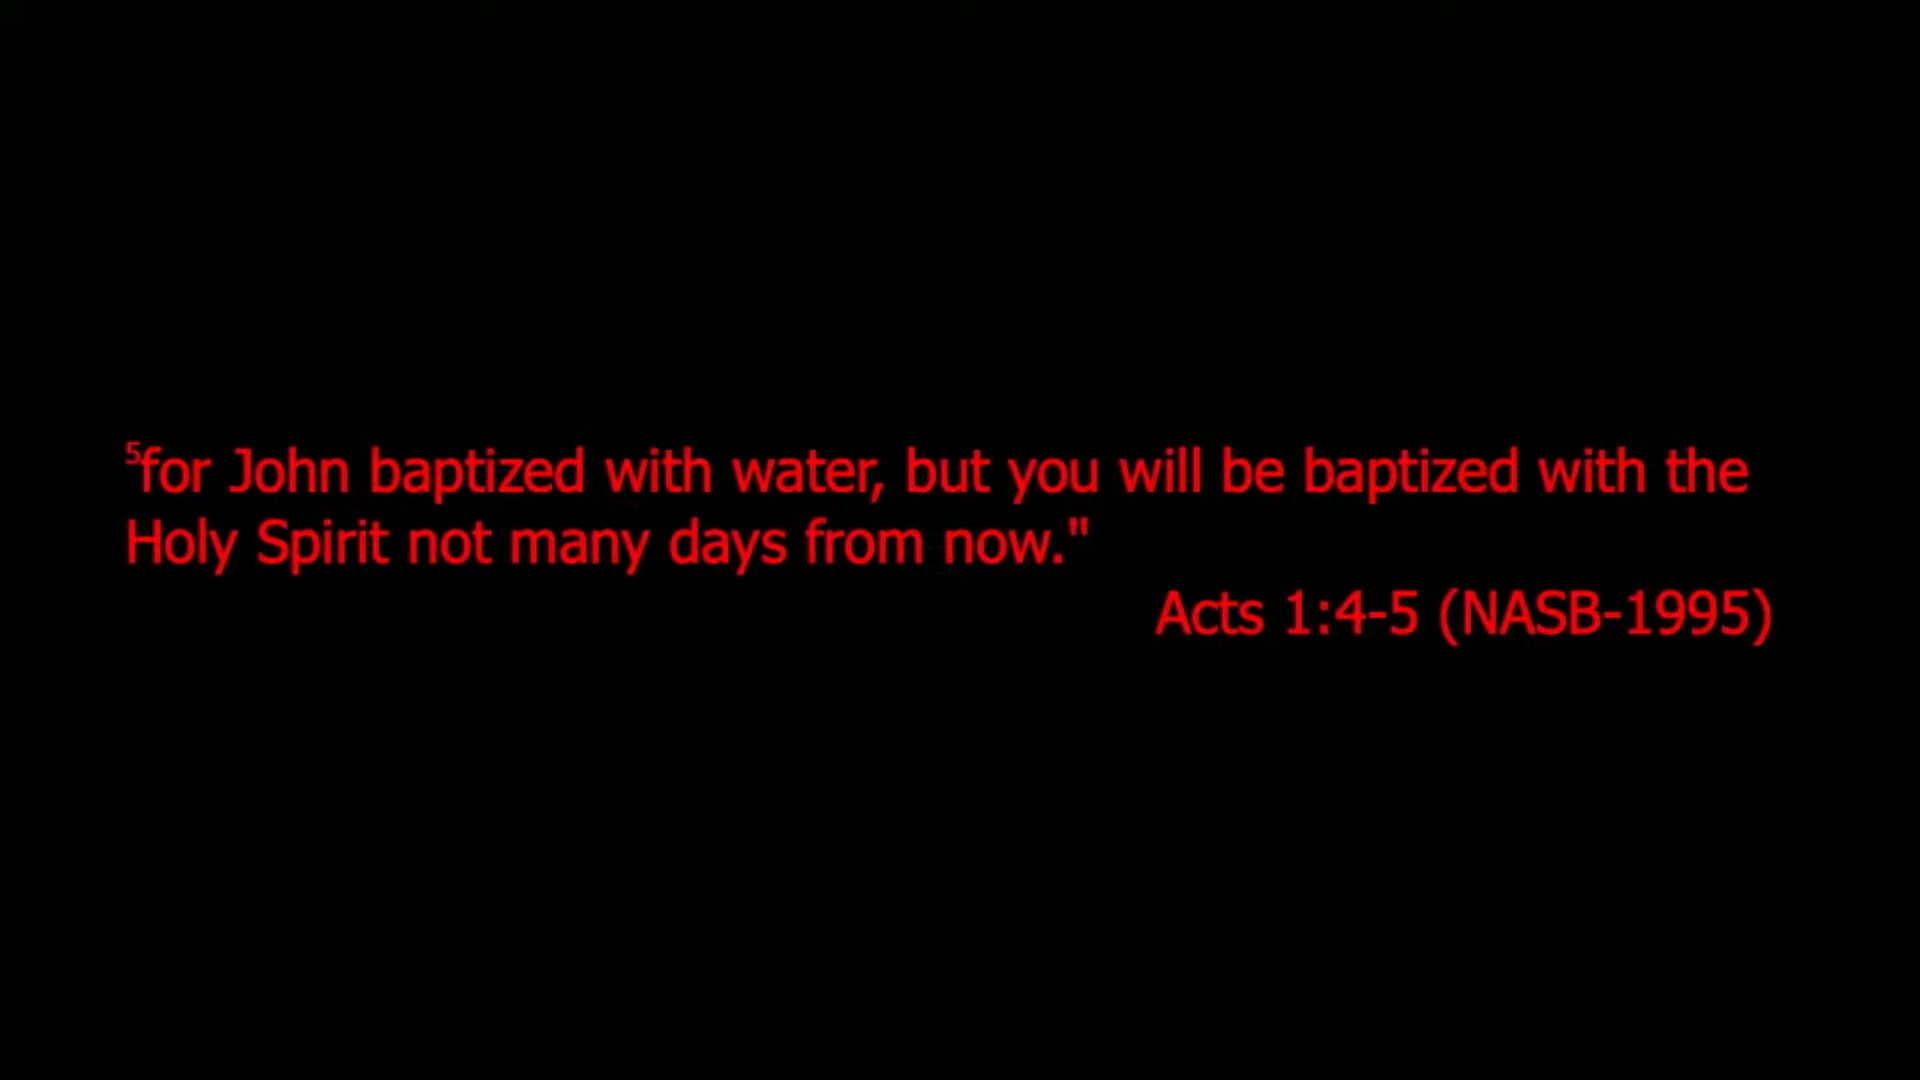 ⁵for John baptized with water, but you will be baptized with the
Holy Spirit not many days from now."
Acts 1:4-5 (NASB-1995)